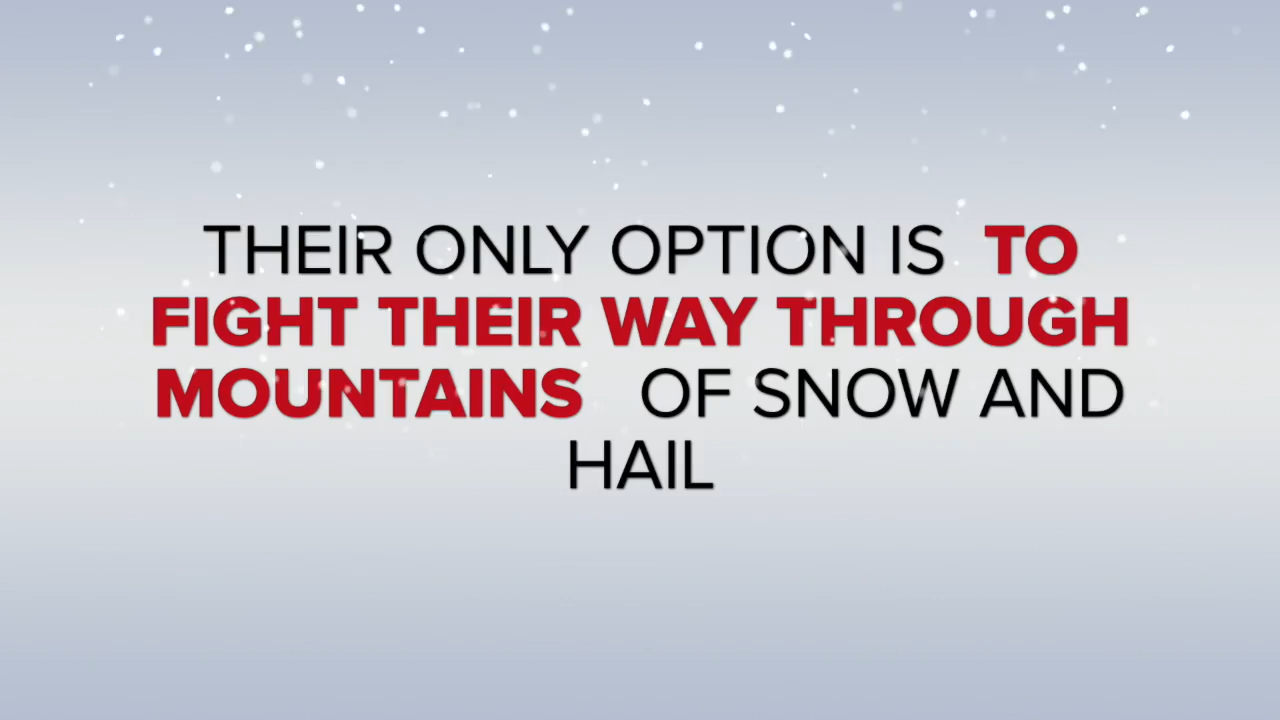 THEIR ONLY OPTION IS TO
FIGHT THEIR WAY THROUGH
MOUNTAINS OF SNOW AND
HAIL